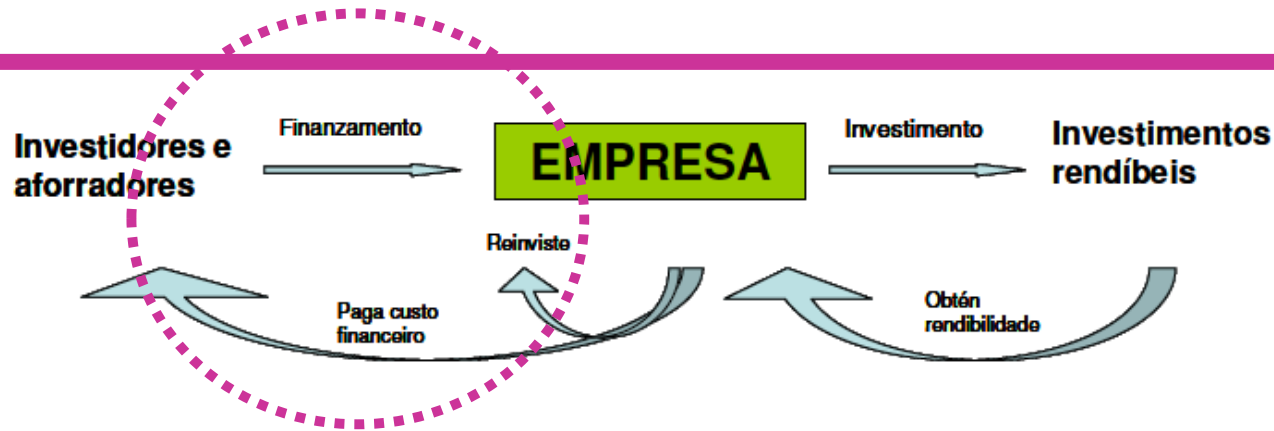 Investidores e
aforradores
Finanzamento
EMPRESA
Investimento
Investimentos
rendíbeis
Reinviste
Paga custo
financeiro
Obtén
rendibilidade